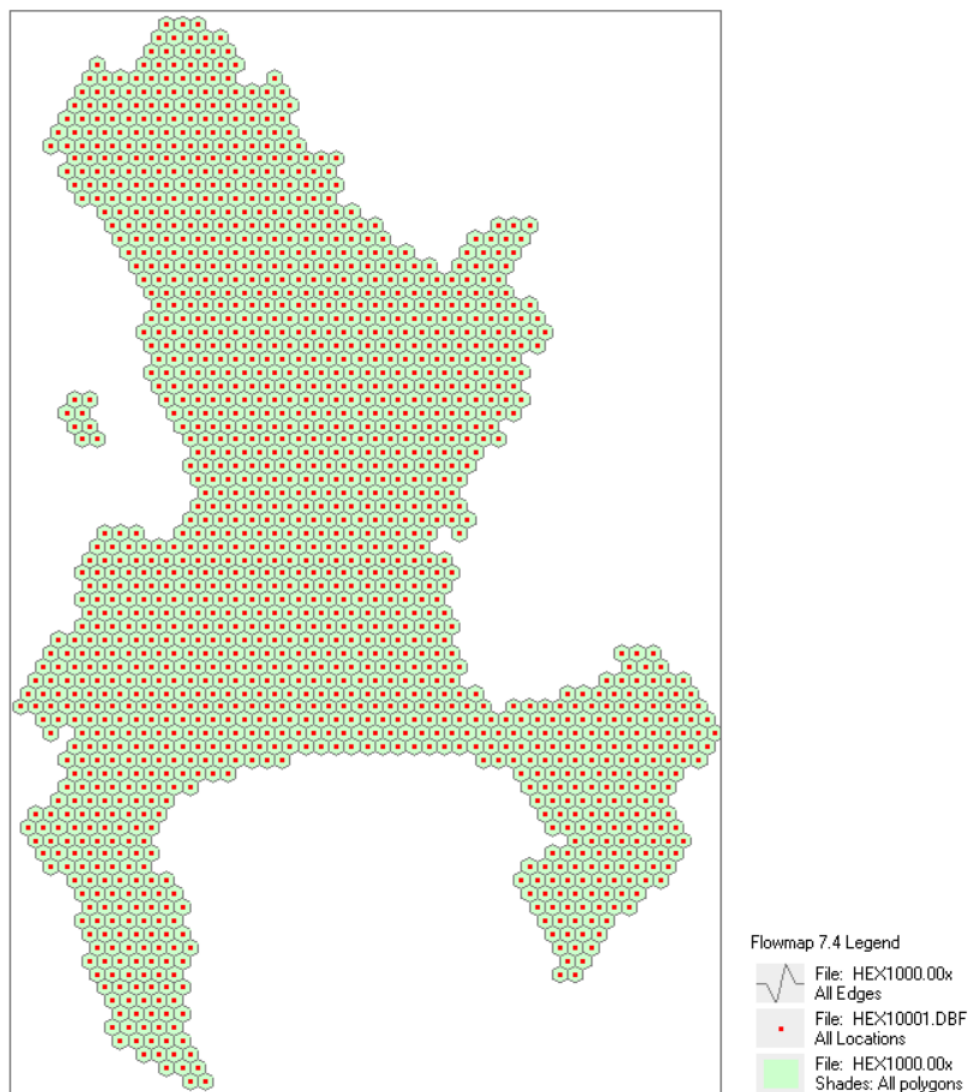 Flowmap 7.4 Legend
File: HEX1000.00x
All Edges
File: HEX10001.DBF
All Locations
File: HEX1000.00x
Shades: All polygons